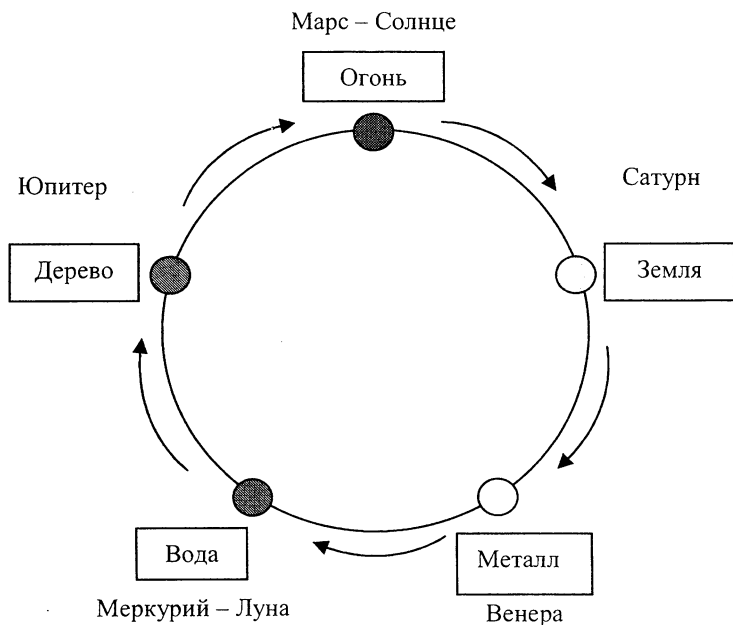 Марс – Солнце
Огонь
Юпитер
Сатурн
Дерево
Земля
Вода
Металл
Меркурий – Луна
Венера